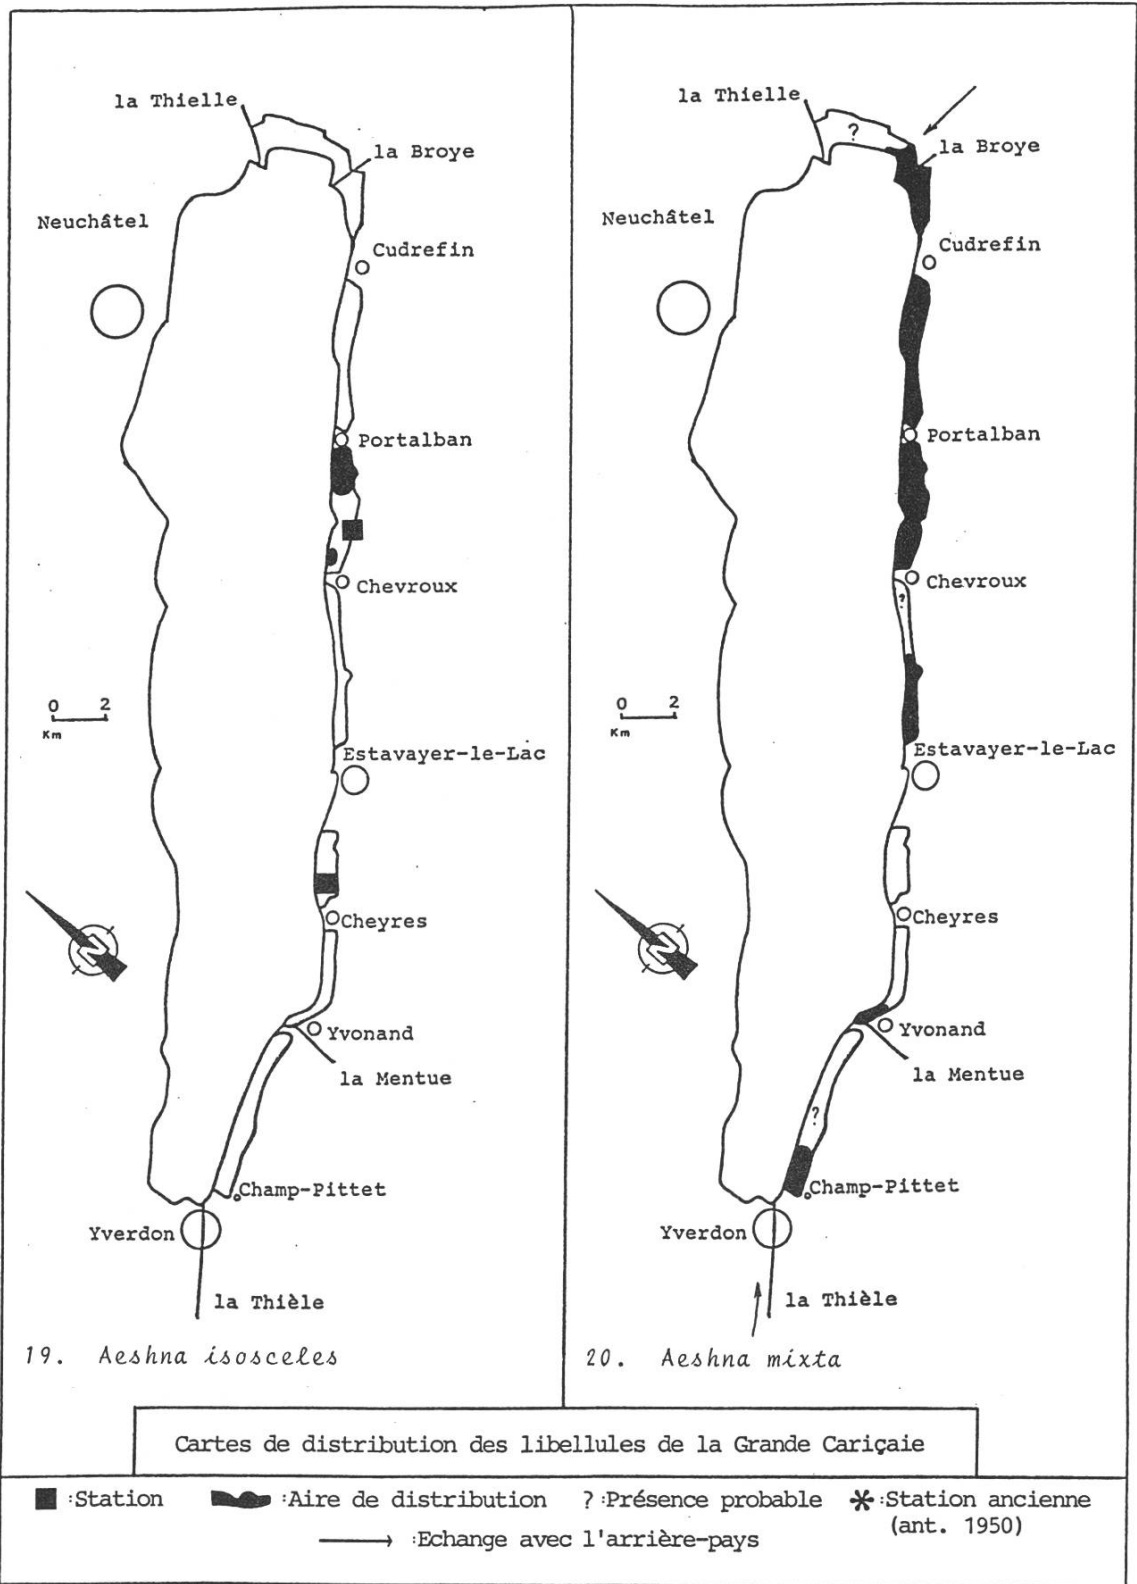 la Thielle
la Broye
Neuchâtel
Cudrefin
Portalban
Chevroux
0 2
Km
Estavayer-le-Lac
N
Cheyres
Yvonand
la Mentue
Champ-Pittet
Yverdon
la Thièle
19. Aeshna isosceles
la Thielle
?
la Broye
Neuchâtel
Cudrefin
Portalban
Chevroux
?
0 2
Km
Estavayer-le-Lac
N
Cheyres
Yvonand
la Mentue
?
Champ-Pittet
Yverdon
la Thièle
20. Aeshna mixta
Cartes de distribution des libellules de la Grande Cariçaie
:Station :Aire de distribution ? :Présence probable :Station ancienne
(ant. 1950)
:Echange avec l'arrière-pays